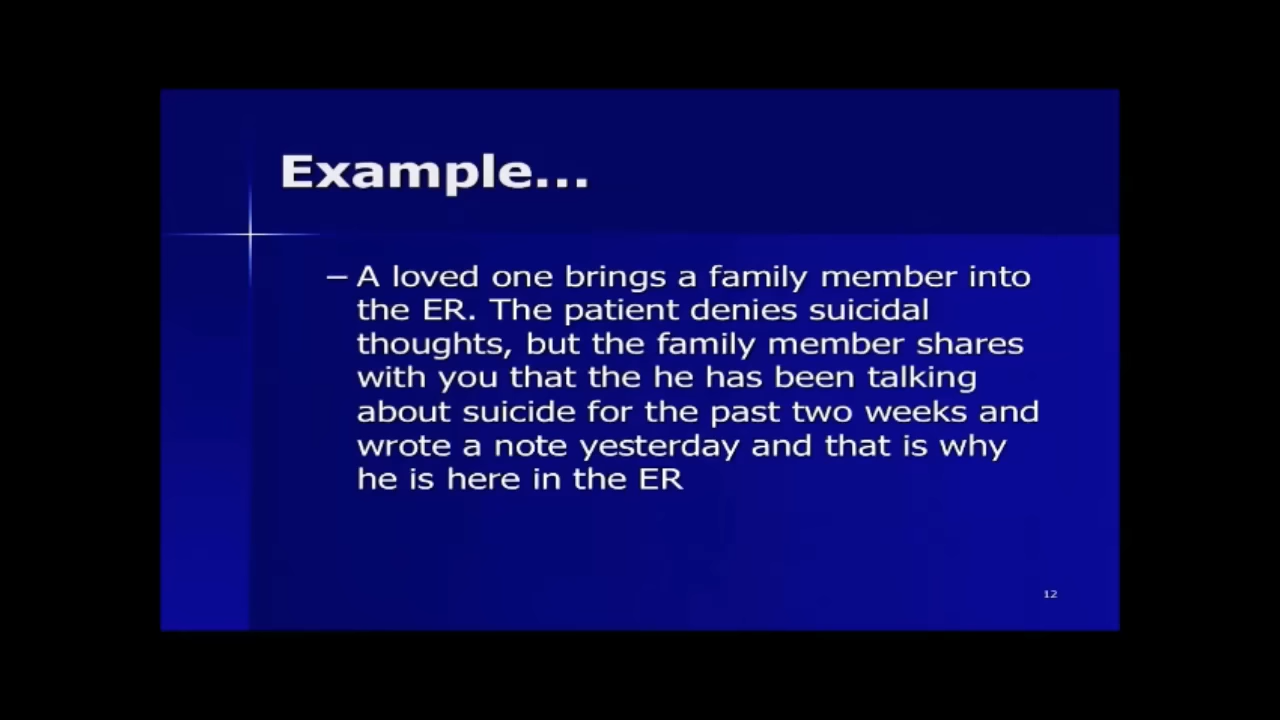 Example...
– A loved one brings a family member into
the ER. The patient denies suicidal
thoughts, but the family member shares
with you that the he has been talking
about suicide for the past two weeks and
wrote a note yesterday and that is why
he is here in the ER
12